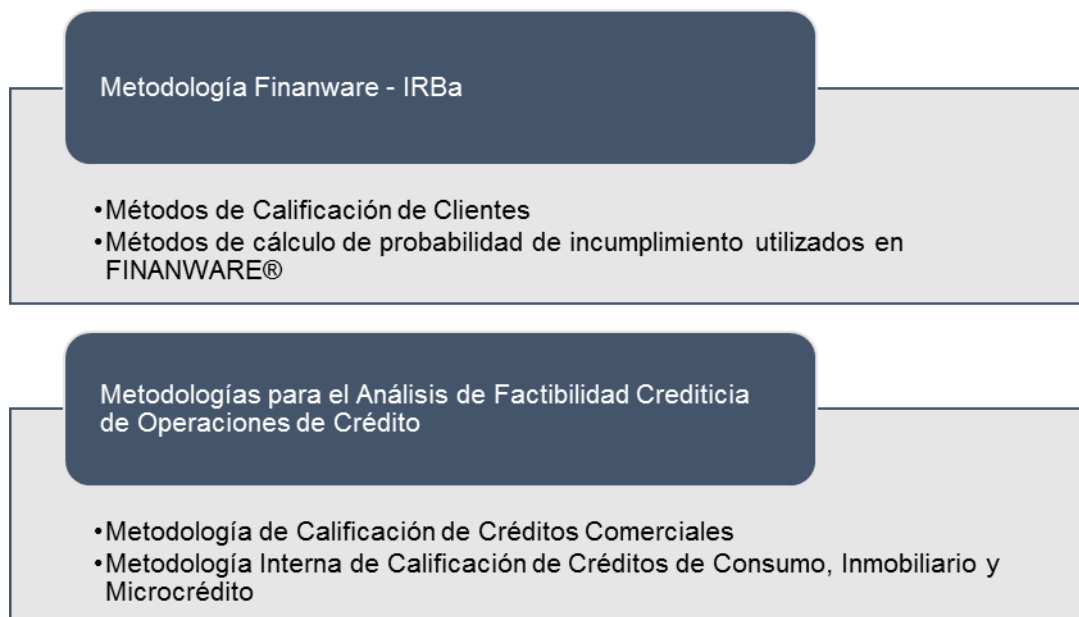 Metodología Finanware - IRBa
•Métodos de Calificación de Clientes
•Métodos de cálculo de probabilidad de incumplimiento utilizados en
FINANWARE®
Metodologías para el Análisis de Factibilidad Crediticia
de Operaciones de Crédito
•Metodología de Calificación de Créditos Comerciales
•Metodología Interna de Calificación de Créditos de Consumo, Inmobiliario y
Microcrédito